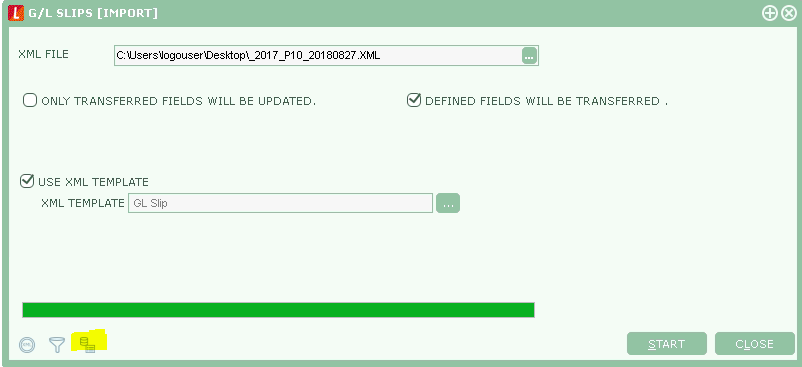 G/L SLIPS [IMPORT]
XML FILE C:\Users\logouser\Desktop\_2017_P10_20180827.XML ...
ONLY TRANSFERRED FIELDS WILL BE UPDATED. DEFINED FIELDS WILL BE TRANSFERRED .
USE XML TEMPLATE
XML TEMPLATE GL Slip ...
START CLOSE